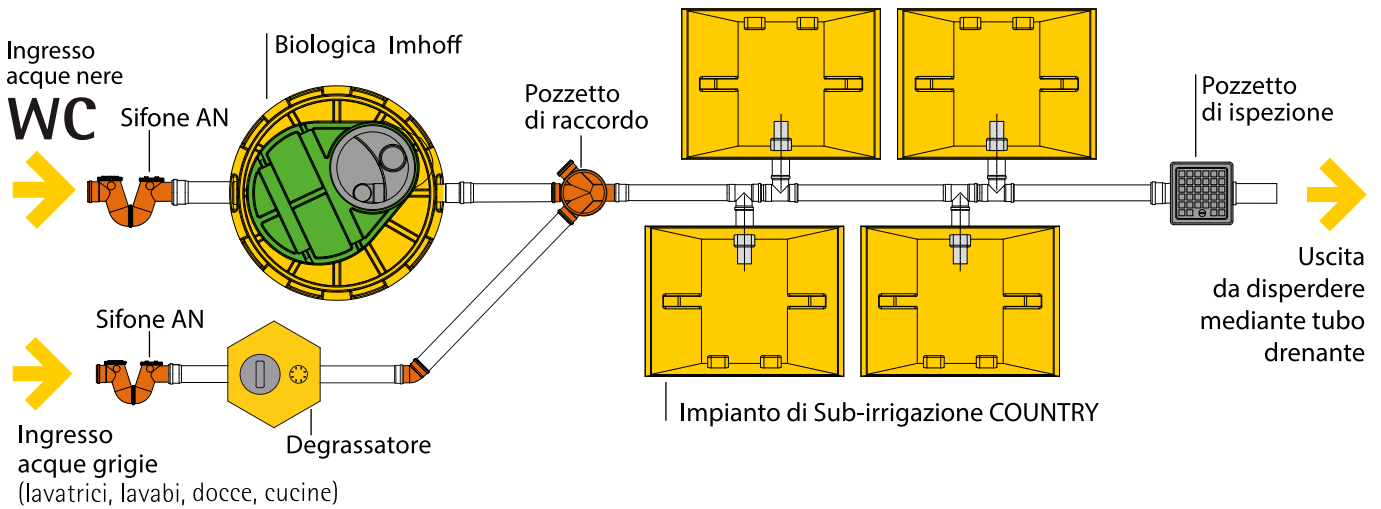 Ingresso
acque nere
WC
Sifone AN
Biologica Imhoff
Pozzetto
di raccordo
Pozzetto
di ispezione
Uscita
da disperdere
mediante tubo
drenante
Sifone AN
Degrassatore
Impianto di Sub-irrigazione COUNTRY
Ingresso
acque grigie
(lavatrici, lavabi, docce, cucine)